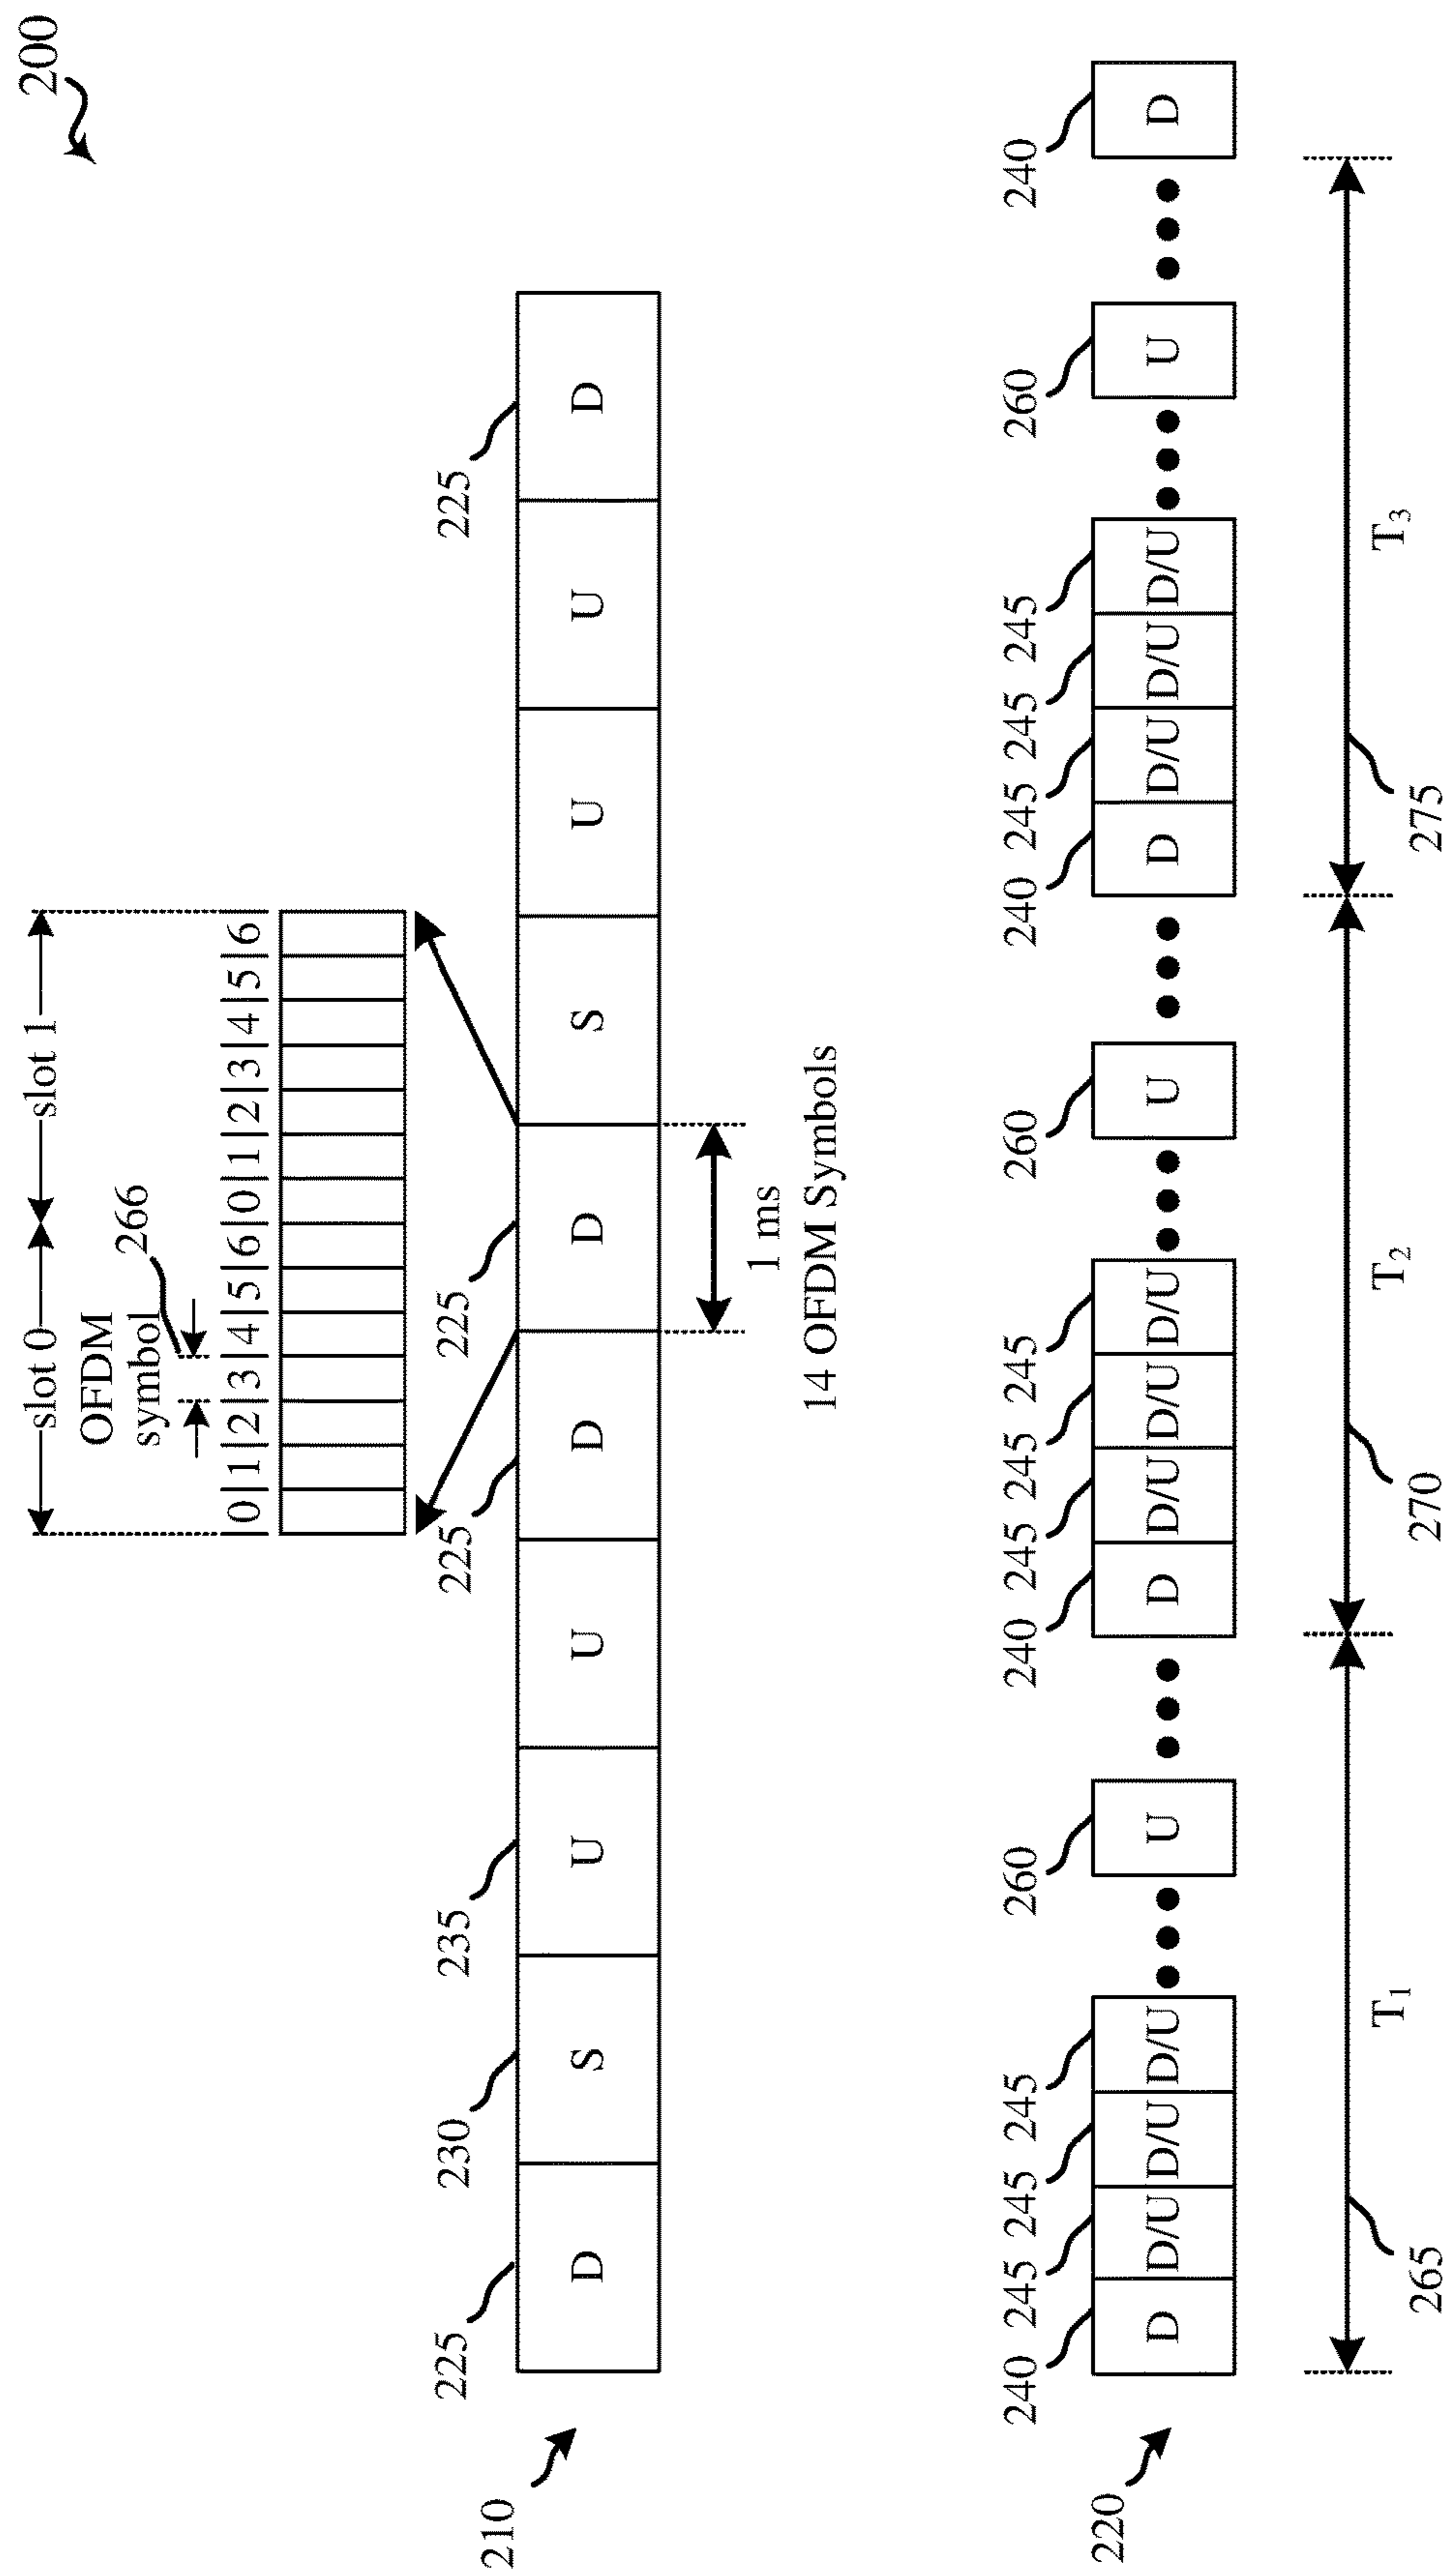 200
slot 0 slot 1
OFDM
symbol
266
0 1 2 3 4 5 6 0 1 2 3 4 5 6
225 230 235 225 225 225
210
D S U U D D S U U D
1 ms
14 OFDM Symbols
240 245 245 245 260 240 245 245 245 260 240 245 245 245 260 240
220
D D/U D/U D/U U D D/U D/U D/U U D D/U D/U D/U U D
T₁ T₂ T₃
265 270 275